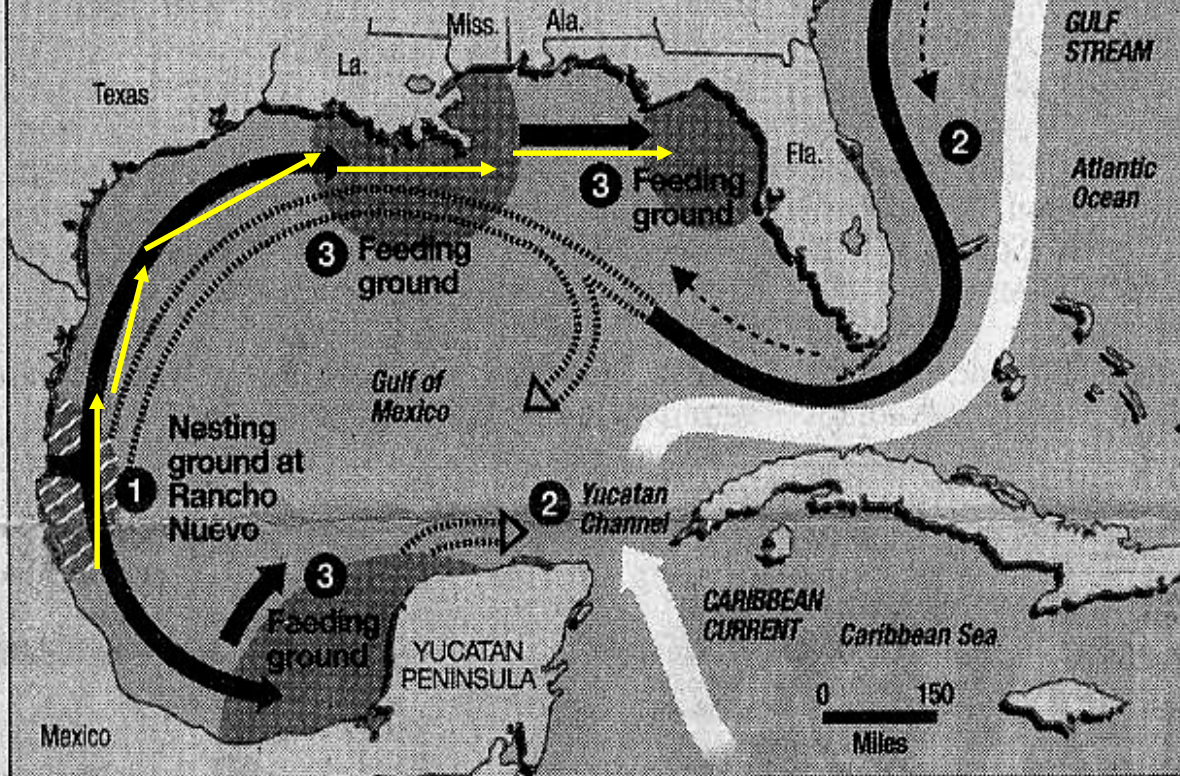 Miss.
Ala.
GULF
STREAM
La.
Texas
2
Fla.
Atlantic
Ocean
3 Feeding
ground
3 Feeding
ground
Gulf of
Mexico
Nesting
ground at
1 Rancho
Nuevo
2 Yucatan
Channel
3
Feeding
ground
CARIBBEAN
CURRENT
Caribbean Sea
YUCATAN
PENINSULA
0 150
Miles
Mexico